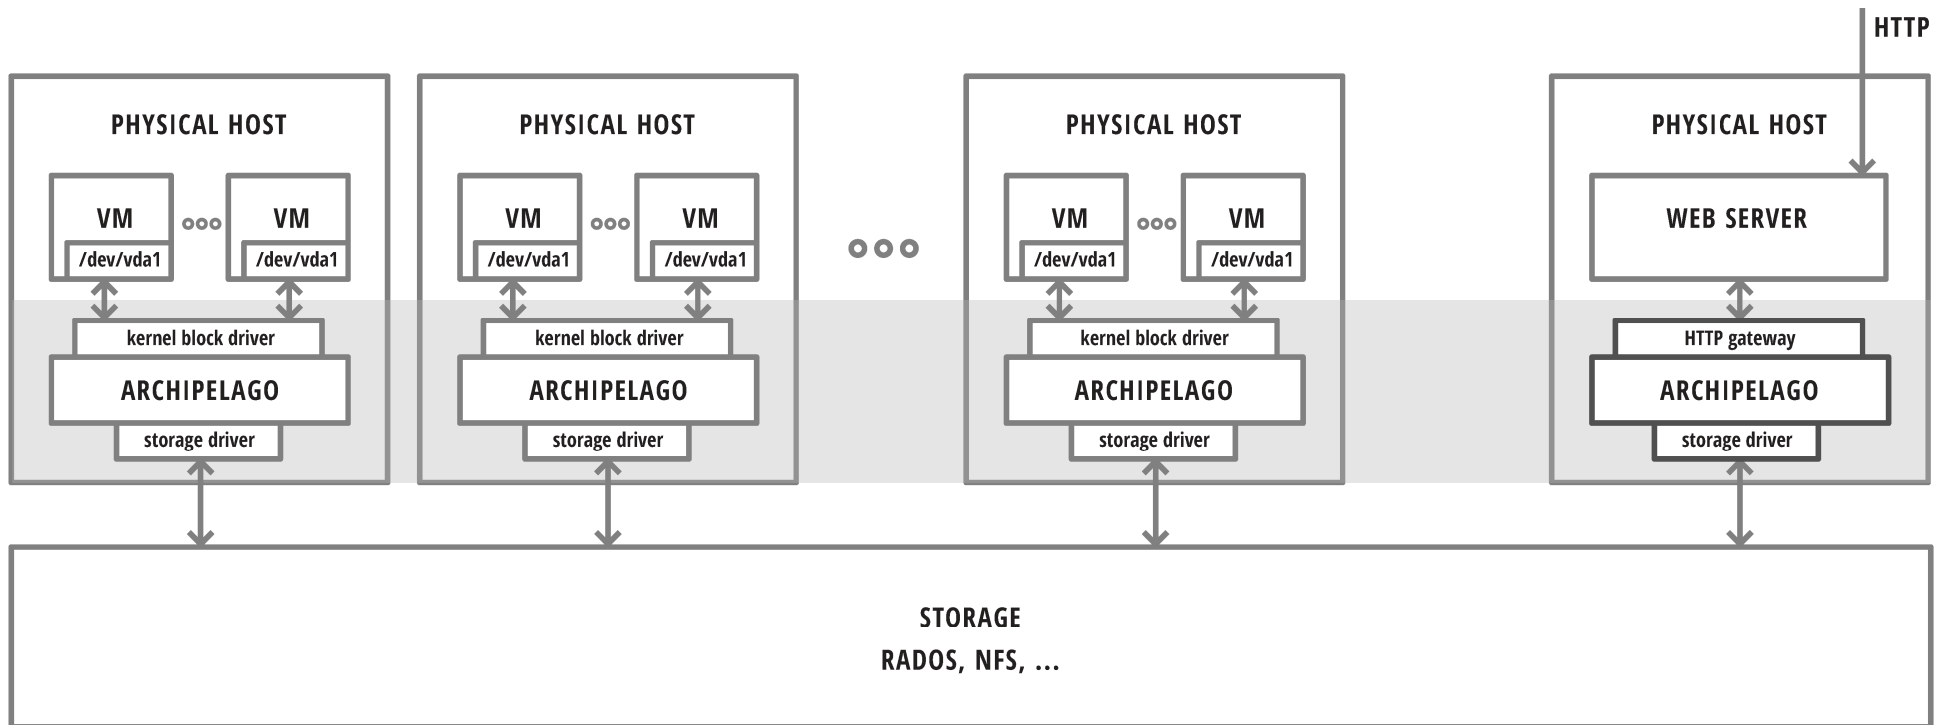 HTTP
PHYSICAL HOST PHYSICAL HOST PHYSICAL HOST PHYSICAL HOST
VM VM VM VM VM VM WEB SERVER
/dev/vda1 /dev/vda1 /dev/vda1 /dev/vda1 /dev/vda1 /dev/vda1
kernel block driver kernel block driver kernel block driver HTTP gateway
ARCHIPELAGO ARCHIPELAGO ARCHIPELAGO ARCHIPELAGO
storage driver storage driver storage driver storage driver
STORAGE
RADOS, NFS, ...